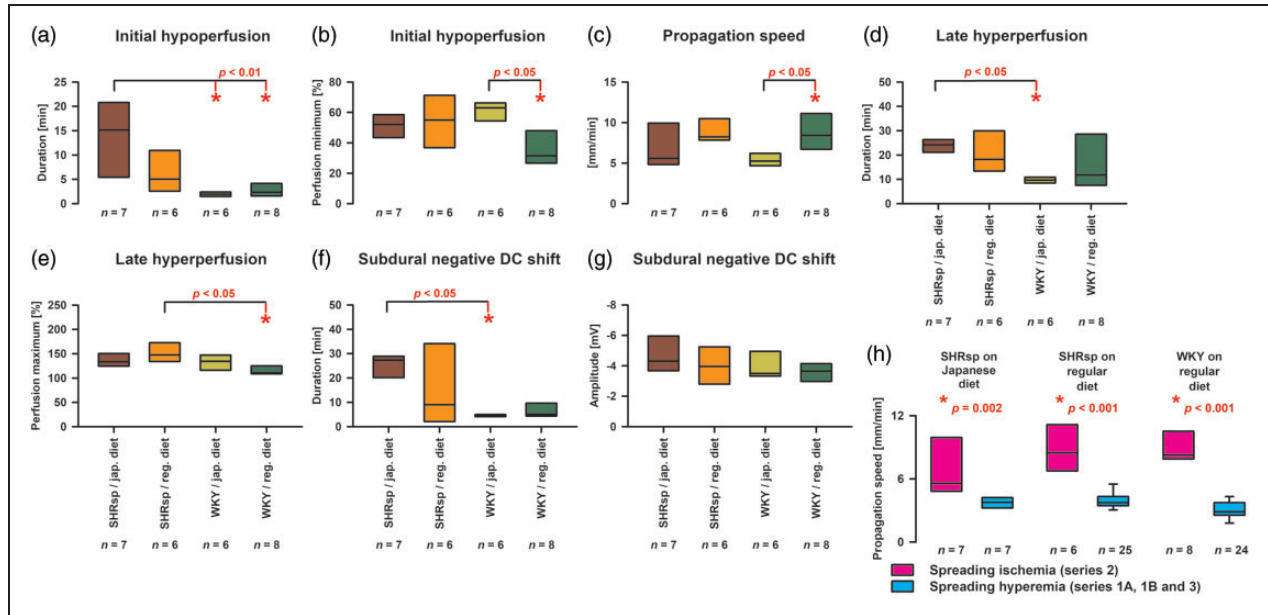 (a) Initial hypoperfusion
Duration [min]
25
20
15
10
5
0
p < 0.01
*
*
n = 7
n = 6
n = 6
n = 8
(b) Initial hypoperfusion
Perfusion minimum [%]
80
60
40
20
0
p < 0.05
*
n = 7
n = 6
n = 6
n = 8
(c) Propagation speed
[mm/min]
15
10
5
0
p < 0.05
*
n = 7
n = 6
n = 6
n = 8
(d) Late hyperperfusion
Duration [min]
50
40
30
20
10
0
p < 0.05
*
SHRsp / jap. diet
SHRsp / reg. diet
WKY / jap. diet
WKY / reg. diet
n = 7
n = 6
n = 6
n = 8
(e) Late hyperperfusion
Perfusion maximum [%]
250
200
150
100
50
0
p < 0.05
*
SHRsp / jap. diet
SHRsp / reg. diet
WKY / jap. diet
WKY / reg. diet
n = 7
n = 6
n = 6
n = 8
(f) Subdural negative DC shift
Duration [min]
50
40
30
20
10
0
p < 0.05
*
SHRsp / jap. diet
SHRsp / reg. diet
WKY / jap. diet
WKY / reg. diet
n = 7
n = 6
n = 6
n = 8
(g) Subdural negative DC shift
Amplitude [mV]
-8
-6
-4
-2
0
SHRsp / jap. diet
SHRsp / reg. diet
WKY / jap. diet
WKY / reg. diet
n = 7
n = 6
n = 6
n = 8
(h)
SHRsp on
Japanese
diet
* p = 0.002
SHRsp on
regular
diet
* p < 0.001
WKY on
regular
diet
* p < 0.001
Propagation speed [mm/min]
12
6
0
n = 7
n = 7
n = 6
n = 25
n = 8
n = 24
Spreading ischemia (series 2)
Spreading hyperemia (series 1A, 1B and 3)